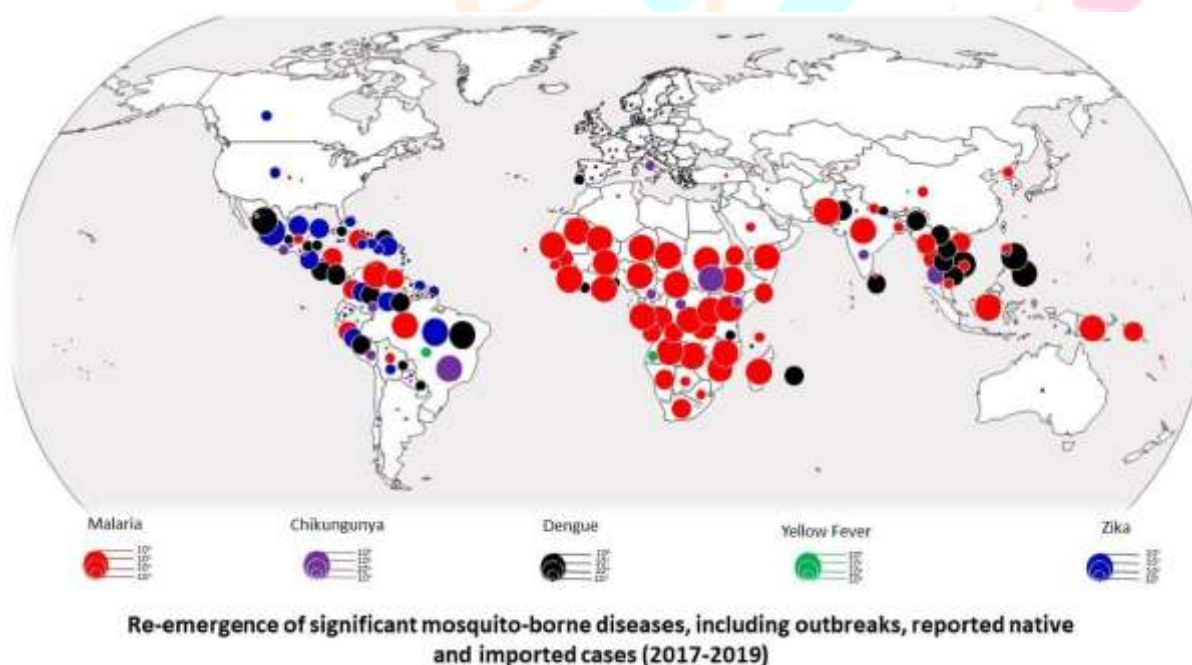 Malaria
Chikungunya
Dengue
Yellow Fever
Zika
Re-emergence of significant mosquito-borne diseases, including outbreaks, reported native
and imported cases (2017-2019)